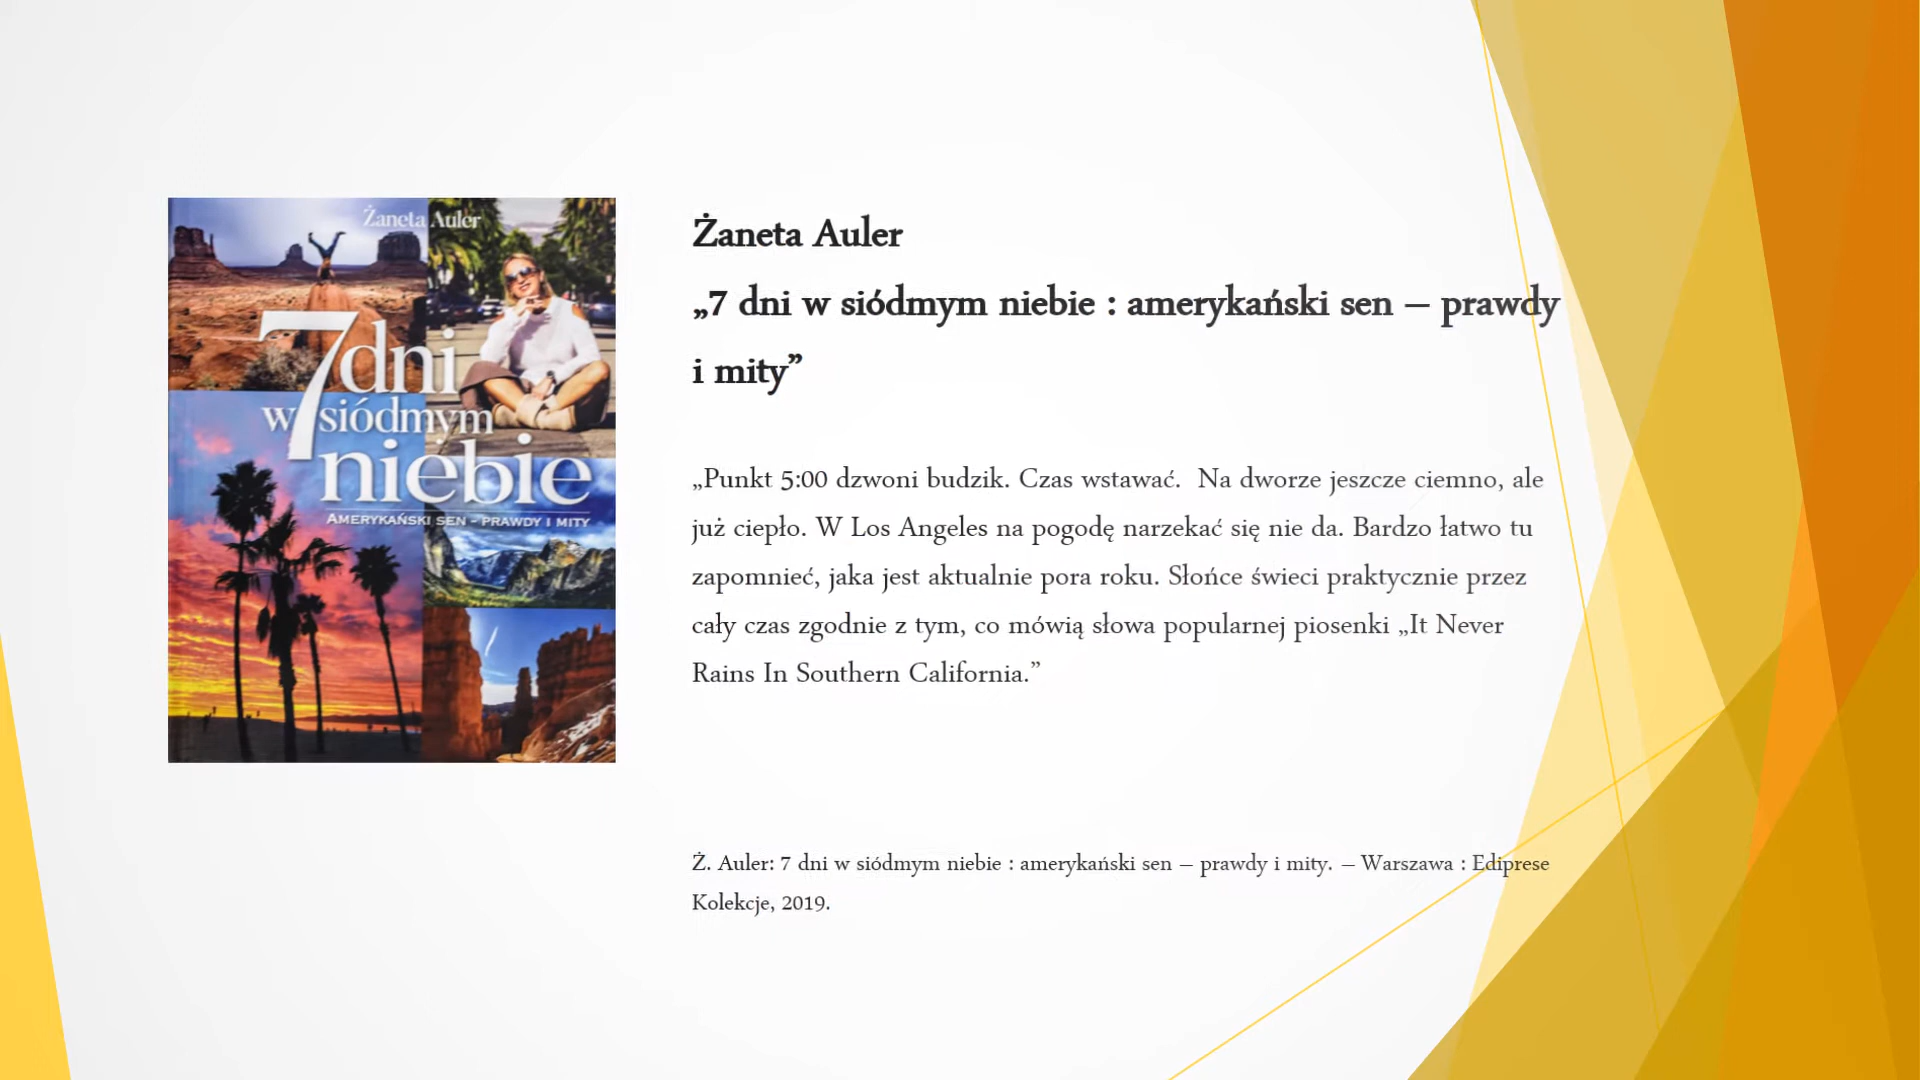 Żaneta Auler
7 dni
w siódmym
niebie
Amerykański sen - prawdy i mity
Żaneta Auler
„7 dni w siódmym niebie : amerykański sen – prawdy
i mity”
„Punkt 5:00 dzwoni budzik. Czas wstawać.  Na dworze jeszcze ciemno, ale
już ciepło. W Los Angeles na pogodę narzekać się nie da. Bardzo łatwo tu
zapomnieć, jaka jest aktualnie pora roku. Słońce świeci praktycznie przez
cały czas zgodnie z tym, co mówią słowa popularnej piosenki „It Never
Rains In Southern California.”
Ż. Auler: 7 dni w siódmym niebie : amerykański sen – prawdy i mity. – Warszawa : Ediprese
Kolekcje, 2019.